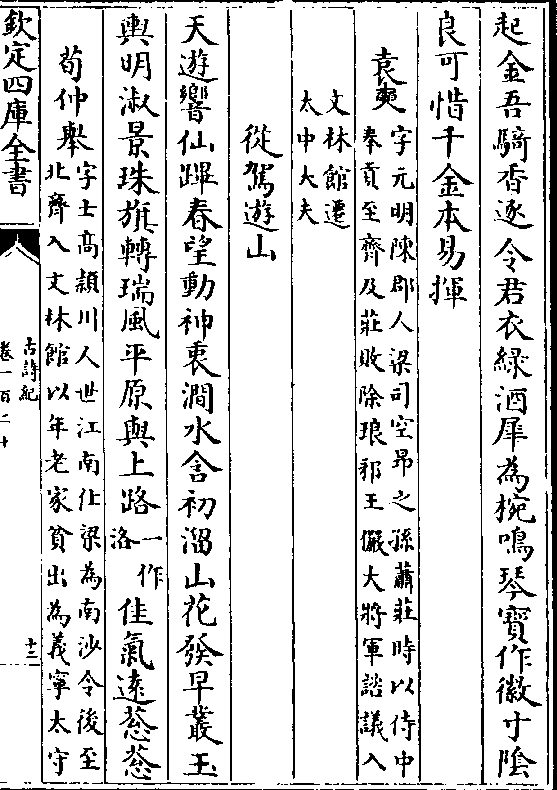 起金吾騎香逐令君衣綠酒犀為椀鳴琴寳作徽寸陰
良可惜千金本易揮
袁奭
字元明陳郡人梁司空昂之孫蕭莊時以侍中
奉貢至齊及莊敗除琅邪王儼大將軍諮議入
文林館遷
太中大夫
從駕遊山
天遊響仙蹕春望動神衷澗水含初溜山花發早叢玉
輿明淑景珠旗轉瑞風平原與上路一作洛佳氣遠葱葱
荀仲舉
字士髙潁川人世江南仕梁為南沙令後至
北齊入文林館以年老家貧出為義寧太守
欽定四庫全書
古詩紀
卷一百二十
十三